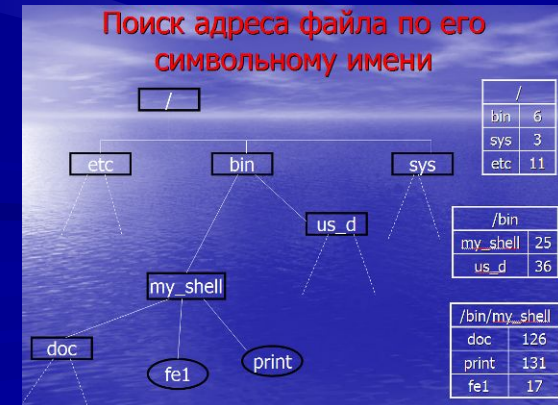 Поиск адреса файла по его
символьному имени
/
etc bin sys
us_d
my_shell
doc fe1 print
/
bin 6
sys 3
etc 11
/bin
my_shell 25
us_d 36
/bin/my_shell
doc 126
print 131
fe1 17